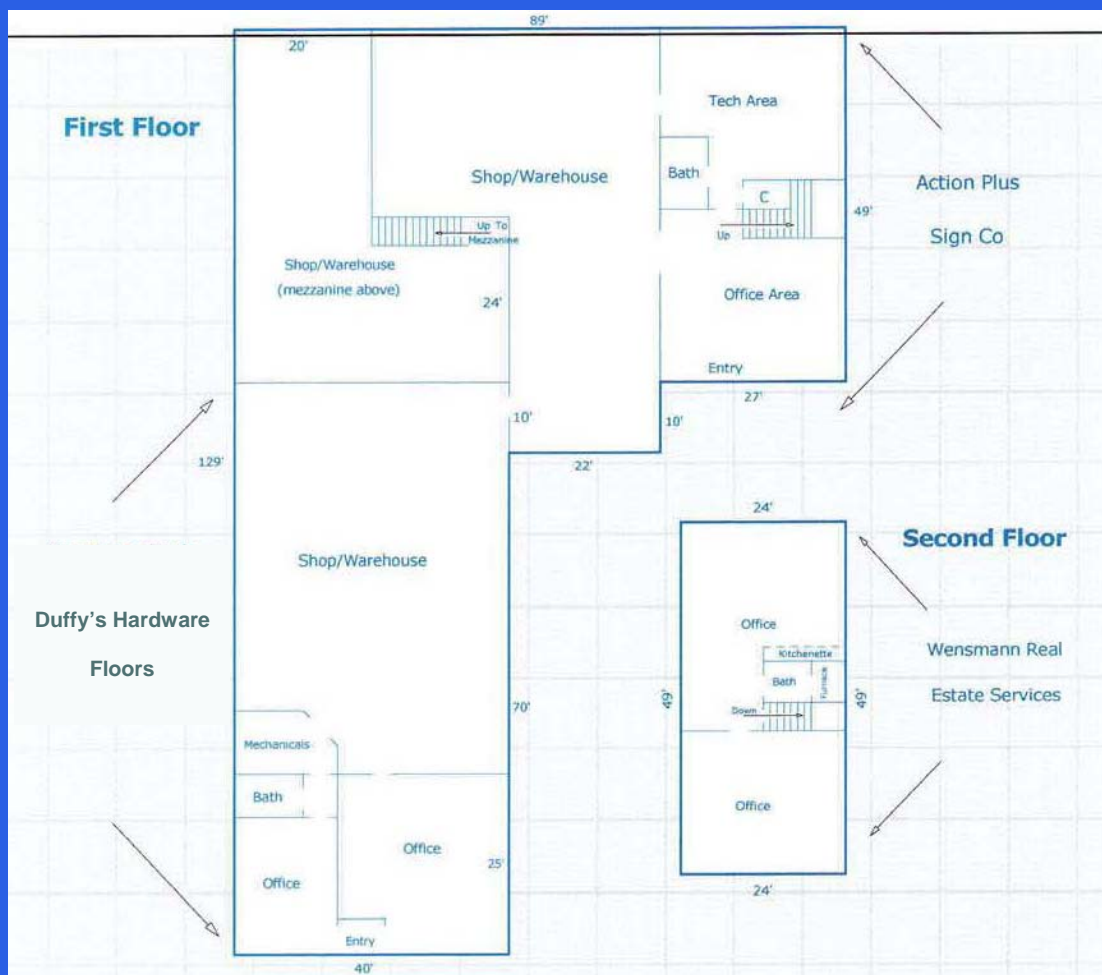 89'
20'
First Floor
Tech Area
Shop/Warehouse
Bath
C
Up
49'
Action Plus
Sign Co
Up To
Mezzanine
Shop/Warehouse
(mezzanine above)
24'
Office Area
Entry
27'
10'
10'
22'
129'
Shop/Warehouse
Duffy's Hardware
Floors
70'
Mechanicals
Bath
Office
Office
25'
Entry
40'
24'
Second Floor
Office
Kitchenette
Bath
Furnace
Down
49'
49'
Wensmann Real
Estate Services
Office
24'